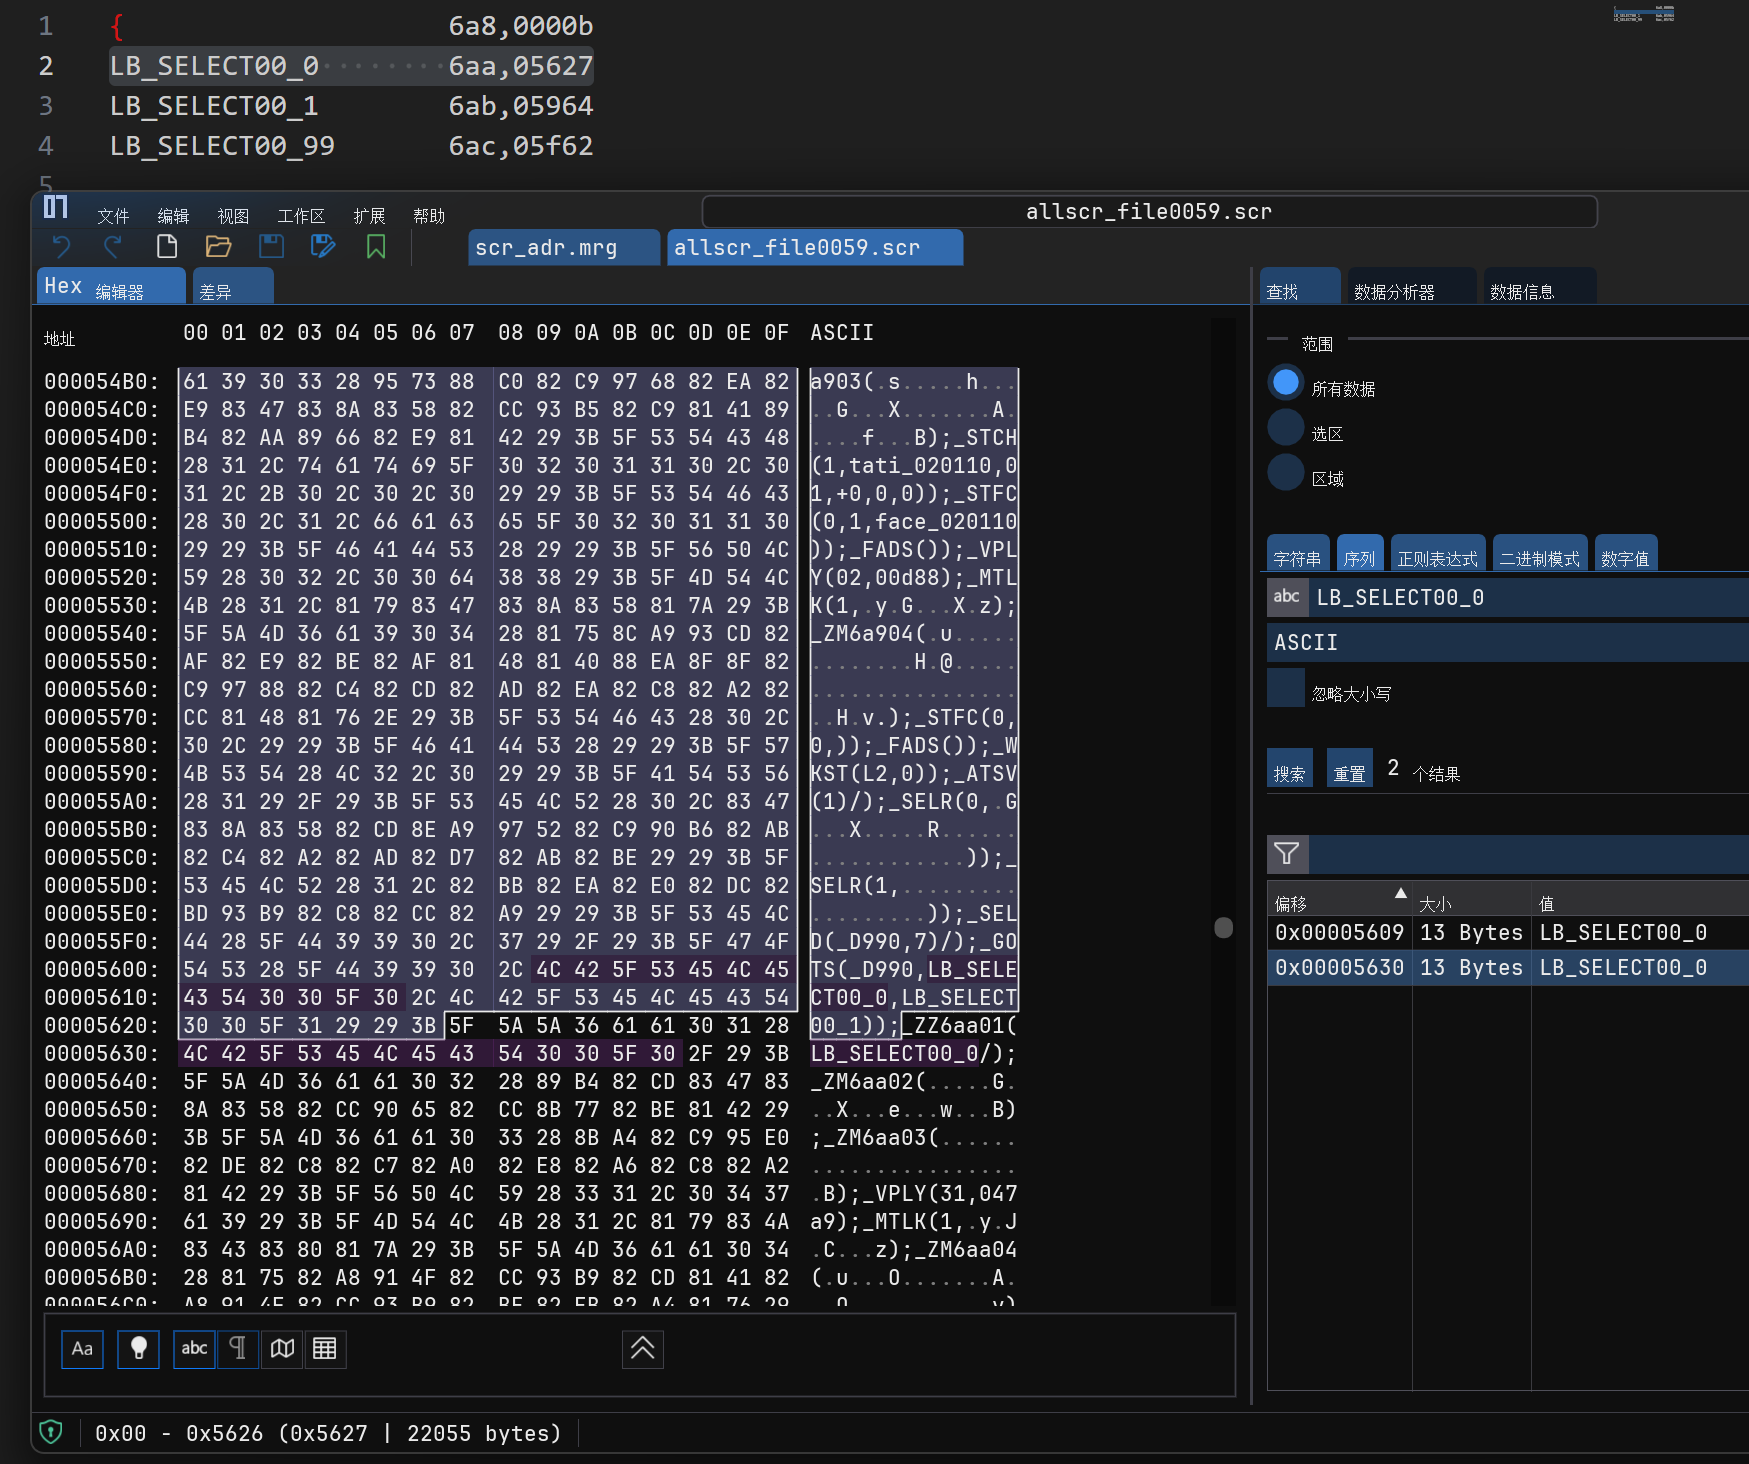 1 { 6a8,0000b
2 LB_SELECT00_0········6aa,05627
3 LB_SELECT00_1 6ab,05964
4 LB_SELECT00_99 6ac,05f62
5
文件 编辑 视图 工作区 扩展 帮助 allscr_file0059.scr
scr_adr.mrg allscr_file0059.scr
Hex 编辑器 差异
地址 00 01 02 03 04 05 06 07 08 09 0A 0B 0C 0D 0E 0F ASCII
000054B0: 61 39 30 33 28 95 73 88 C0 82 C9 97 68 82 EA 82 a903(.s.....h...
000054C0: E9 83 47 83 8A 83 58 82 CC 93 B5 82 C9 81 41 89 ..G...X.......A.
000054D0: B4 82 AA 89 66 82 E9 81 42 29 3B 5F 53 54 43 48 ....f...B);_STCH
000054E0: 28 31 2C 74 61 74 69 5F 30 32 30 31 31 30 2C 30 (1,tati_020110,0
000054F0: 31 2C 2B 30 2C 30 2C 30 29 29 3B 5F 53 54 46 43 1,+0,0,0));_STFC
00005500: 28 30 2C 31 2C 66 61 63 65 5F 30 32 30 31 31 30 (0,1,face_020110
00005510: 29 29 3B 5F 46 41 44 53 28 29 29 3B 5F 56 50 4C ));_FADS());_VPL
00005520: 59 28 30 32 2C 30 30 64 38 38 29 3B 5F 4D 54 4C Y(02,00d88);_MTL
00005530: 4B 28 31 2C 81 79 83 47 83 8A 83 58 81 7A 29 3B K(1,.y.G...X.z);
00005540: 5F 5A 4D 36 61 39 30 34 28 81 75 8C A9 93 CD 82 _ZM6a904(.u.....
00005550: AF 82 E9 82 BE 82 AF 81 48 81 40 88 EA 8F 8F 82 ........H.@.....
00005560: C9 97 88 82 C4 82 CD 82 AD 82 EA 82 C8 82 A2 82 ................
00005570: CC 81 48 81 76 2E 29 3B 5F 53 54 46 43 28 30 2C ..H.v.);_STFC(0,
00005580: 30 2C 29 29 3B 5F 46 41 44 53 28 29 29 3B 5F 57 0,));_FADS());_W
00005590: 4B 53 54 28 4C 32 2C 30 29 29 3B 5F 41 54 53 56 KST(L2,0));_ATSV
000055A0: 28 31 29 2F 29 3B 5F 53 45 4C 52 28 30 2C 83 47 (1)/);_SELR(0,.G
000055B0: 83 8A 83 58 82 CD 8E A9 97 52 82 C9 90 B6 82 AB ...X.....R......
000055C0: 82 C4 82 A2 82 AD 82 D7 82 AB 82 BE 29 29 3B 5F ............));_
000055D0: 53 45 4C 52 28 31 2C 82 BB 82 EA 82 E0 82 DC 82 SELR(1,.........
000055E0: BD 93 B9 82 C8 82 CC 82 A9 29 29 3B 5F 53 45 4C .........));_SEL
000055F0: 44 28 5F 44 39 39 30 2C 37 29 2F 29 3B 5F 47 4F D(_D990,7)/);_GO
00005600: 54 53 28 5F 44 39 39 30 2C 4C 42 5F 53 45 4C 45 TS(_D990,LB_SELE
00005610: 43 54 30 30 5F 30 2C 4C 42 5F 53 45 4C 45 43 54 CT00_0,LB_SELECT
00005620: 30 30 5F 31 29 29 3B 5F 5A 5A 36 61 61 30 31 28 00_1));_ZZ6aa01(
00005630: 4C 42 5F 53 45 4C 45 43 54 30 30 5F 30 2F 29 3B LB_SELECT00_0/);
00005640: 5F 5A 4D 36 61 61 30 32 28 89 B4 82 CD 83 47 83 _ZM6aa02(.....G.
00005650: 8A 83 58 82 CC 90 65 82 CC 8B 77 82 BE 81 42 29 ..X...e...w...B)
00005660: 3B 5F 5A 4D 36 61 61 30 33 28 8B A4 82 C9 95 E0 ;_ZM6aa03(......
00005670: 82 DE 82 C8 82 C7 82 A0 82 E8 82 A6 82 C8 82 A2 ................
00005680: 81 42 29 3B 5F 56 50 4C 59 28 33 31 2C 30 34 37 .B);_VPLY(31,047
00005690: 61 39 29 3B 5F 4D 54 4C 4B 28 31 2C 81 79 83 4A a9);_MTLK(1,.y.J
000056A0: 83 43 83 80 81 7A 29 3B 5F 5A 4D 36 61 61 30 34 .C...z);_ZM6aa04
000056B0: 28 81 75 82 A8 91 4F 82 CC 93 B9 82 CD 81 41 82 (.u...O.......A.
000056C0: A8 91 4F 82 CC 93 B9 82 BE 82 EB 82 A4 81 76 29 ..O...........v)
Aa abc
0x00 - 0x5626 (0x5627 | 22055 bytes)
查找 数据分析器 数据信息
范围
所有数据
选区
区域
字符串 序列 正则表达式 二进制模式 数字值
abc LB_SELECT00_0
ASCII
忽略大小写
搜索 重置 2 个结果
偏移 大小 值
0x00005609 13 Bytes LB_SELECT00_0
0x00005630 13 Bytes LB_SELECT00_0